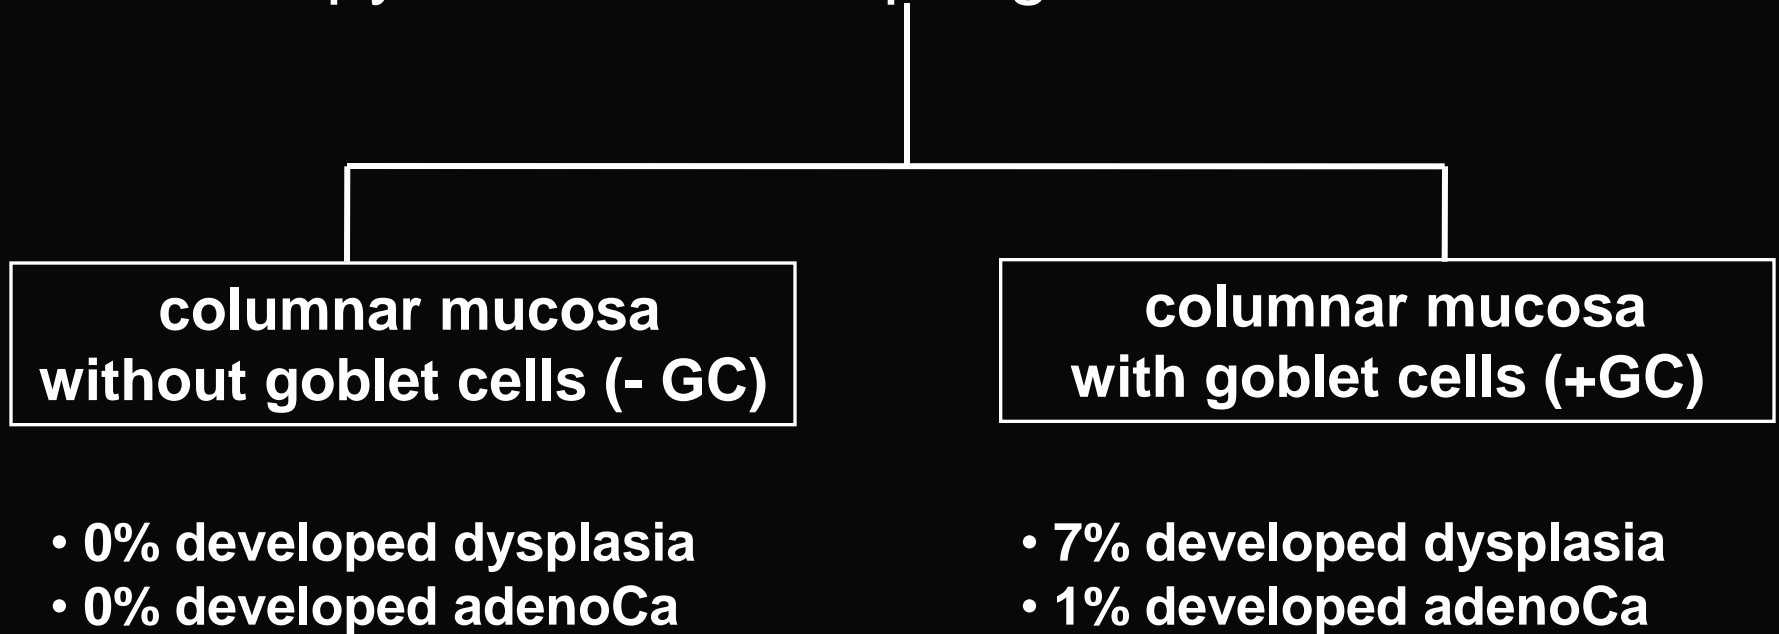 columnar mucosa
without goblet cells (- GC)
columnar mucosa
with goblet cells (+GC)
• 0% developed dysplasia
• 0% developed adenoCa
• 7% developed dysplasia
• 1% developed adenoCa